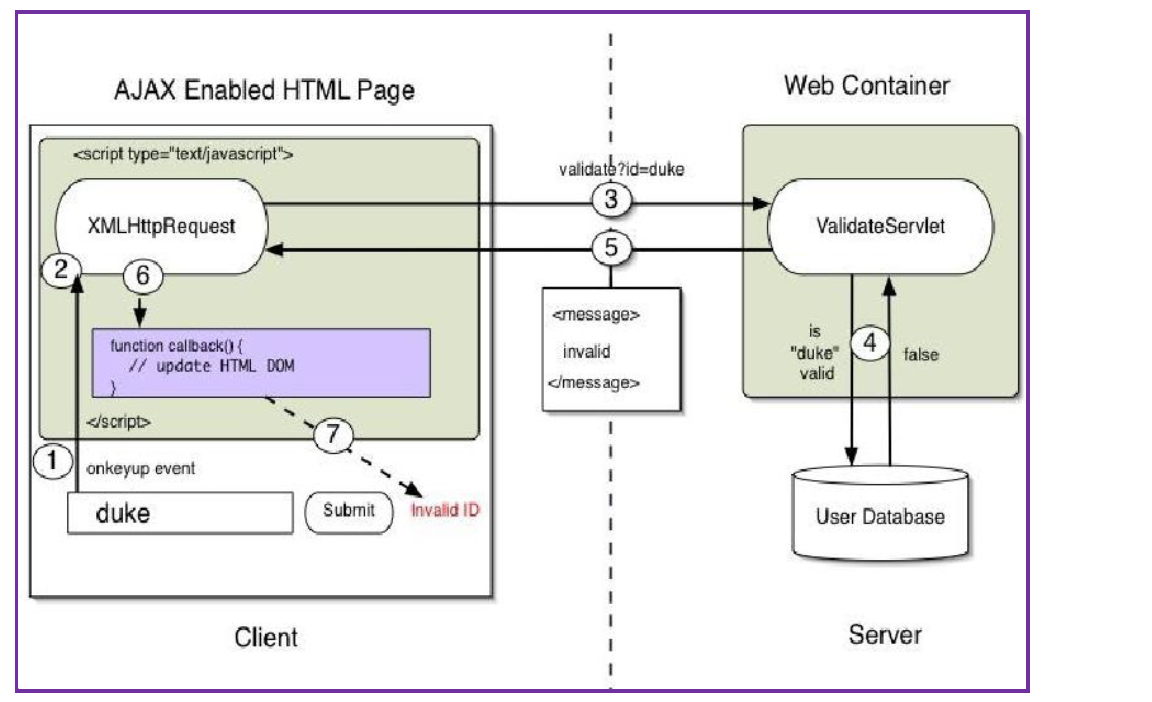 AJAX Enabled HTML Page
Web Container
<script type="text/javascript">
validate?id=duke
3
XMLHttpRequest
ValidateServlet
5
2
6
<message>
invalid
</message>
is
"duke"
valid
4
false
function callback() {
// update HTML DOM
}
</script>
7
1
onkeyup event
duke
Submit
Invalid ID
User Database
Client
Server